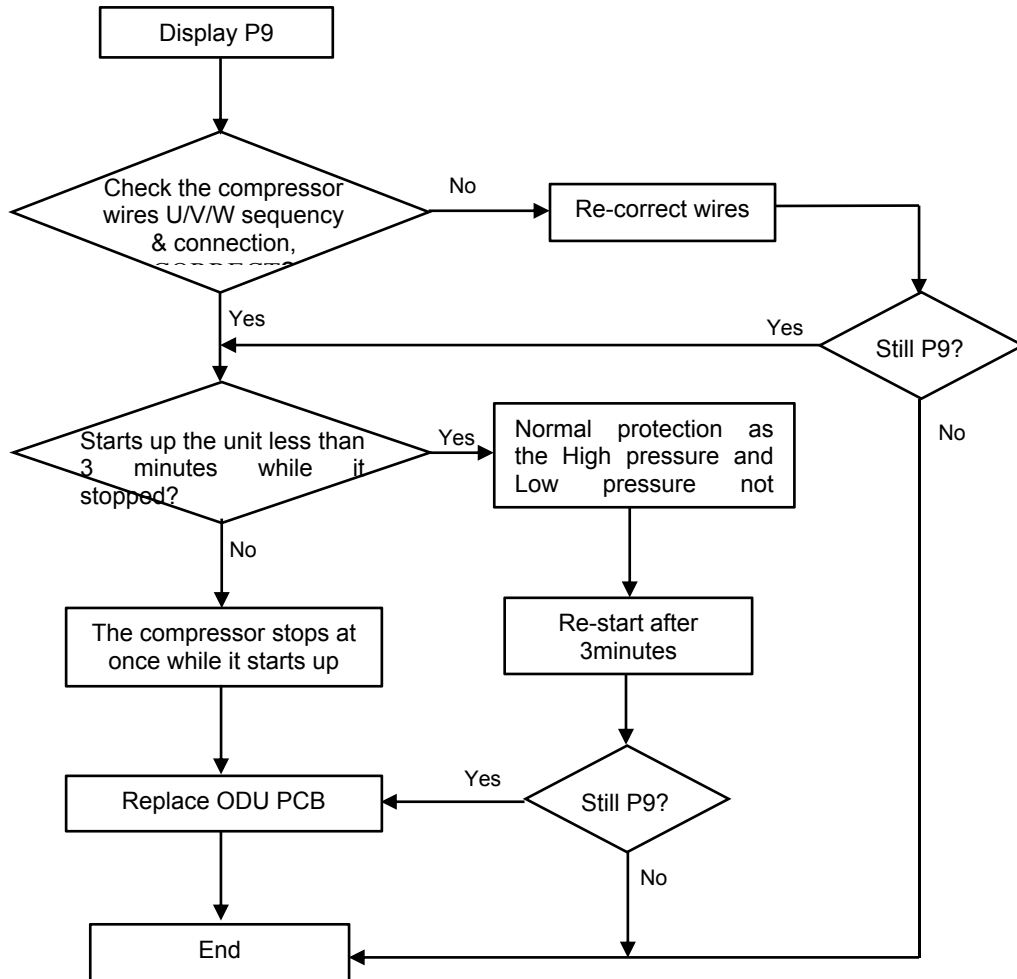 Display P9
Check the compressor
wires U/V/W sequency
& connection,
No
Re-correct wires
Yes
Yes
Still P9?
No
Starts up the unit less than
3 minutes while it
stopped?
Yes
Normal protection as
the High pressure and
Low pressure not
No
The compressor stops at
once while it starts up
Re-start after
3minutes
Replace ODU PCB
Yes
Still P9?
No
End